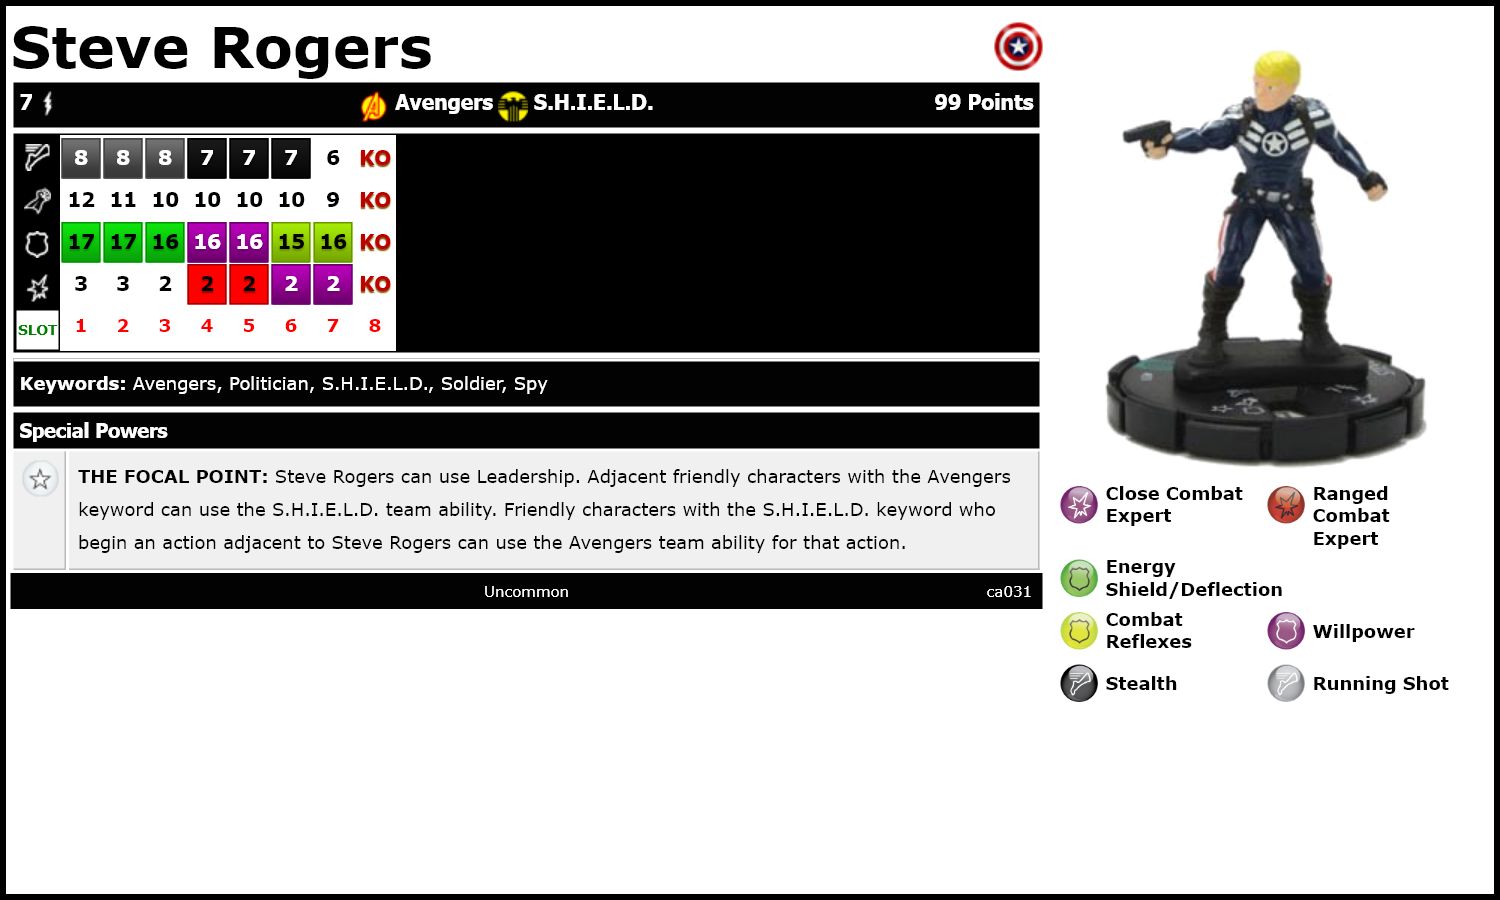 Steve Rogers
7 Avengers S.H.I.E.L.D. 99 Points
8 8 8 7 7 7 6 KO
12 11 10 10 10 10 9 KO
17 17 16 16 16 15 16 KO
3 3 2 2 2 2 2 KO
SLOT 1 2 3 4 5 6 7 8
Keywords: Avengers, Politician, S.H.I.E.L.D., Soldier, Spy
Special Powers
THE FOCAL POINT: Steve Rogers can use Leadership. Adjacent friendly characters with the Avengers
keyword can use the S.H.I.E.L.D. team ability. Friendly characters with the S.H.I.E.L.D. keyword who
begin an action adjacent to Steve Rogers can use the Avengers team ability for that action.
Uncommon ca031
Close Combat
Expert
Ranged
Combat
Expert
Energy
Shield/Deflection
Combat
Reflexes
Willpower
Stealth
Running Shot